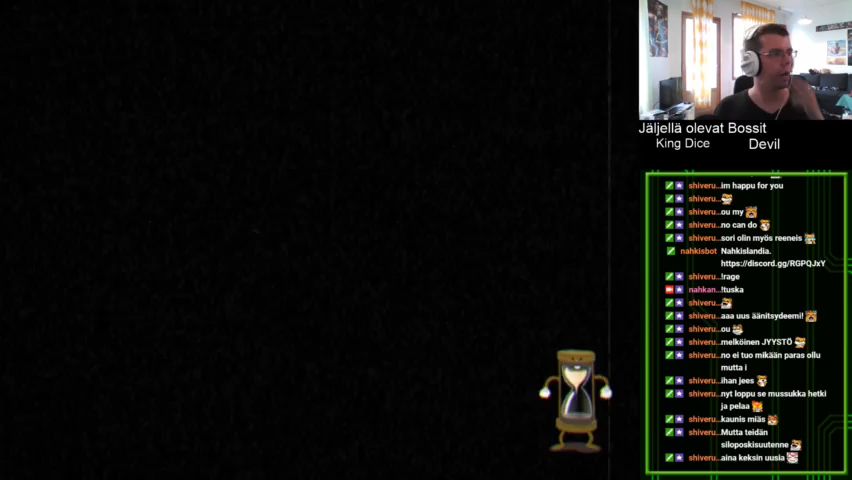 Jäljellä olevat Bossit
King Dice Devil
shiveru...im happu for you
shiveru...
shiveru...ou my
shiveru...no can do
shiveru...sori olin myös reeneis
nahkisbot Nahkislandia.
https://discord.gg/RGPQJxY
shiveru...!rage
nahkan...!tuska
shiveru...
shiveru...aaa uus äänitsydeemi!
shiveru...ou
shiveru...melköinen JYYSTÖ
shiveru...no ei tuo mikään paras ollu
mutta i
shiveru...ihan jees
shiveru...nyt loppu se mussukka hetki
ja pelaa
shiveru...kaunis miäs
shiveru...Mutta teidän
siloposkisuutenne
shiveru...aina keksin uusia